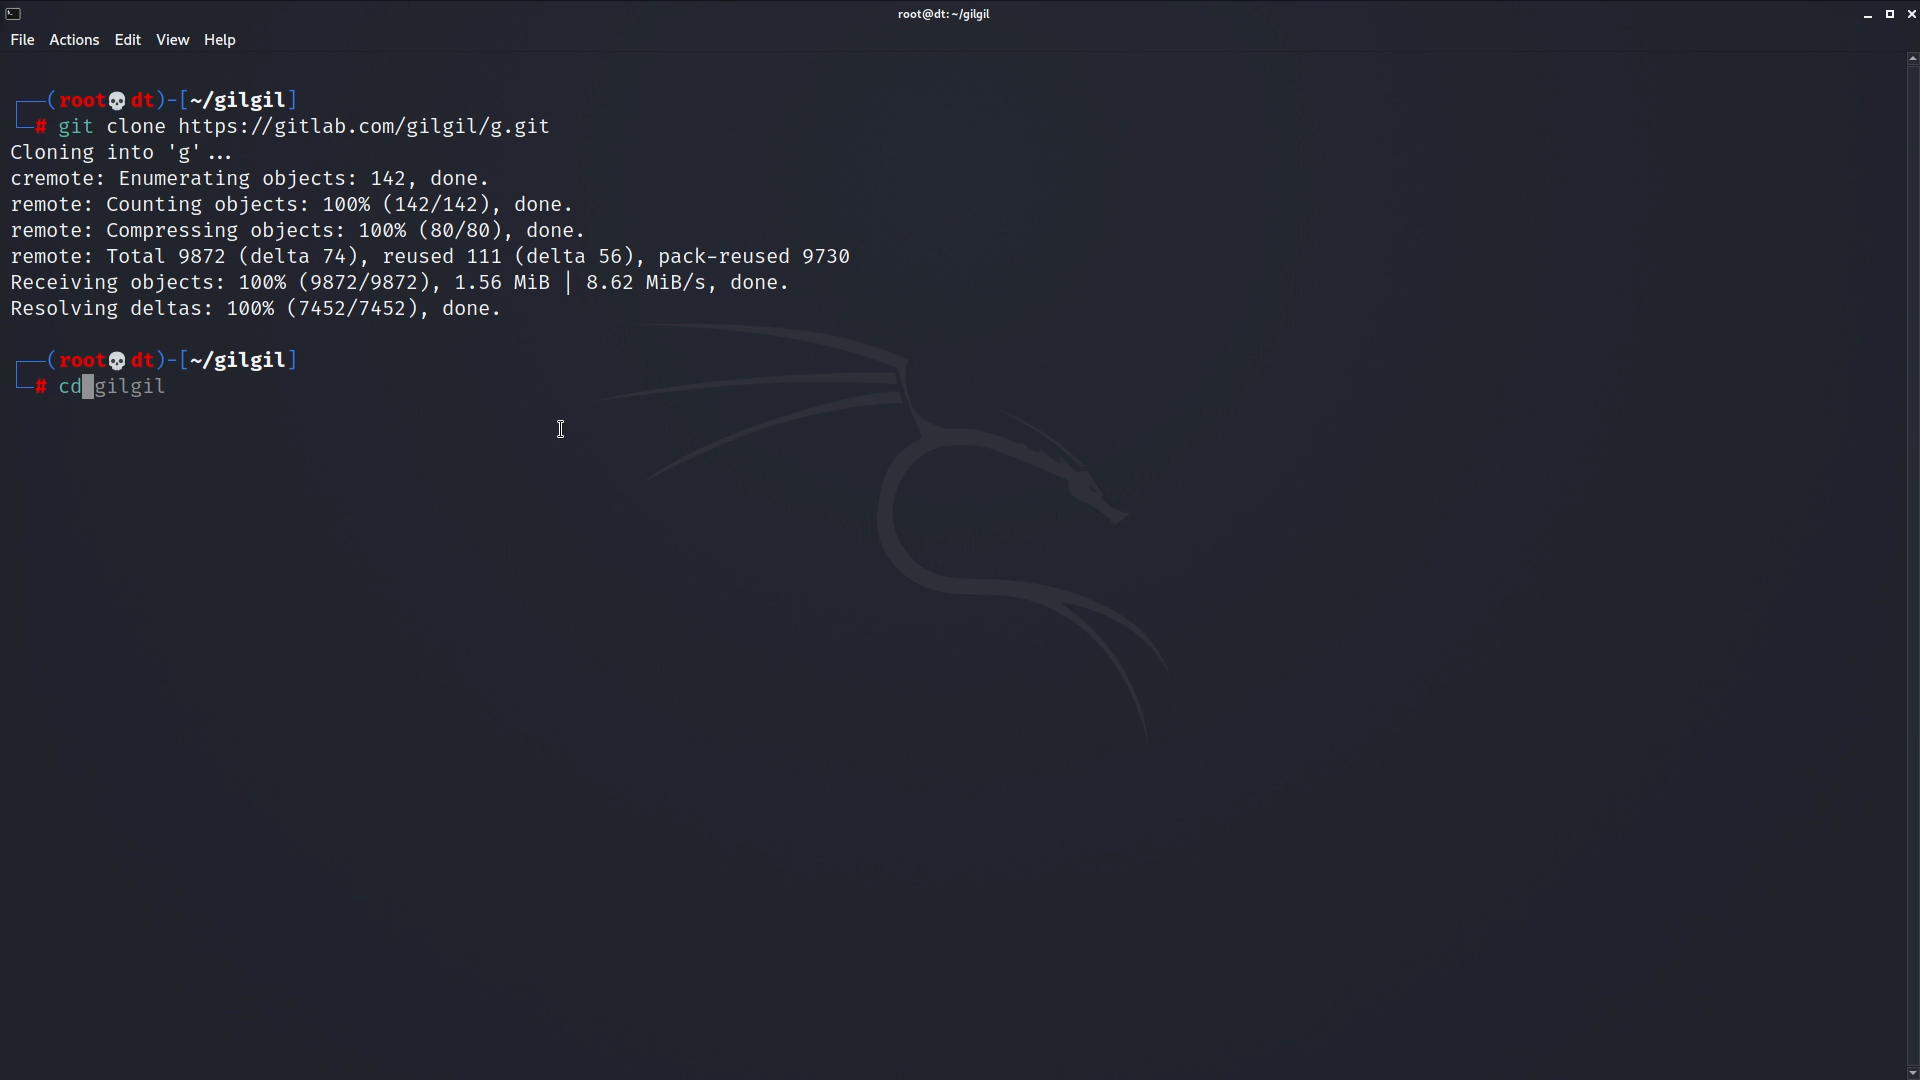 root@dt: ~/gilgil
File Actions Edit View Help
┌──(root💀dt)-[~/gilgil]
└─# git clone https://gitlab.com/gilgil/g.git
Cloning into 'g'...
cremote: Enumerating objects: 142, done.
remote: Counting objects: 100% (142/142), done.
remote: Compressing objects: 100% (80/80), done.
remote: Total 9872 (delta 74), reused 111 (delta 56), pack-reused 9730
Receiving objects: 100% (9872/9872), 1.56 MiB | 8.62 MiB/s, done.
Resolving deltas: 100% (7452/7452), done.
┌──(root💀dt)-[~/gilgil]
└─# cd gilgil